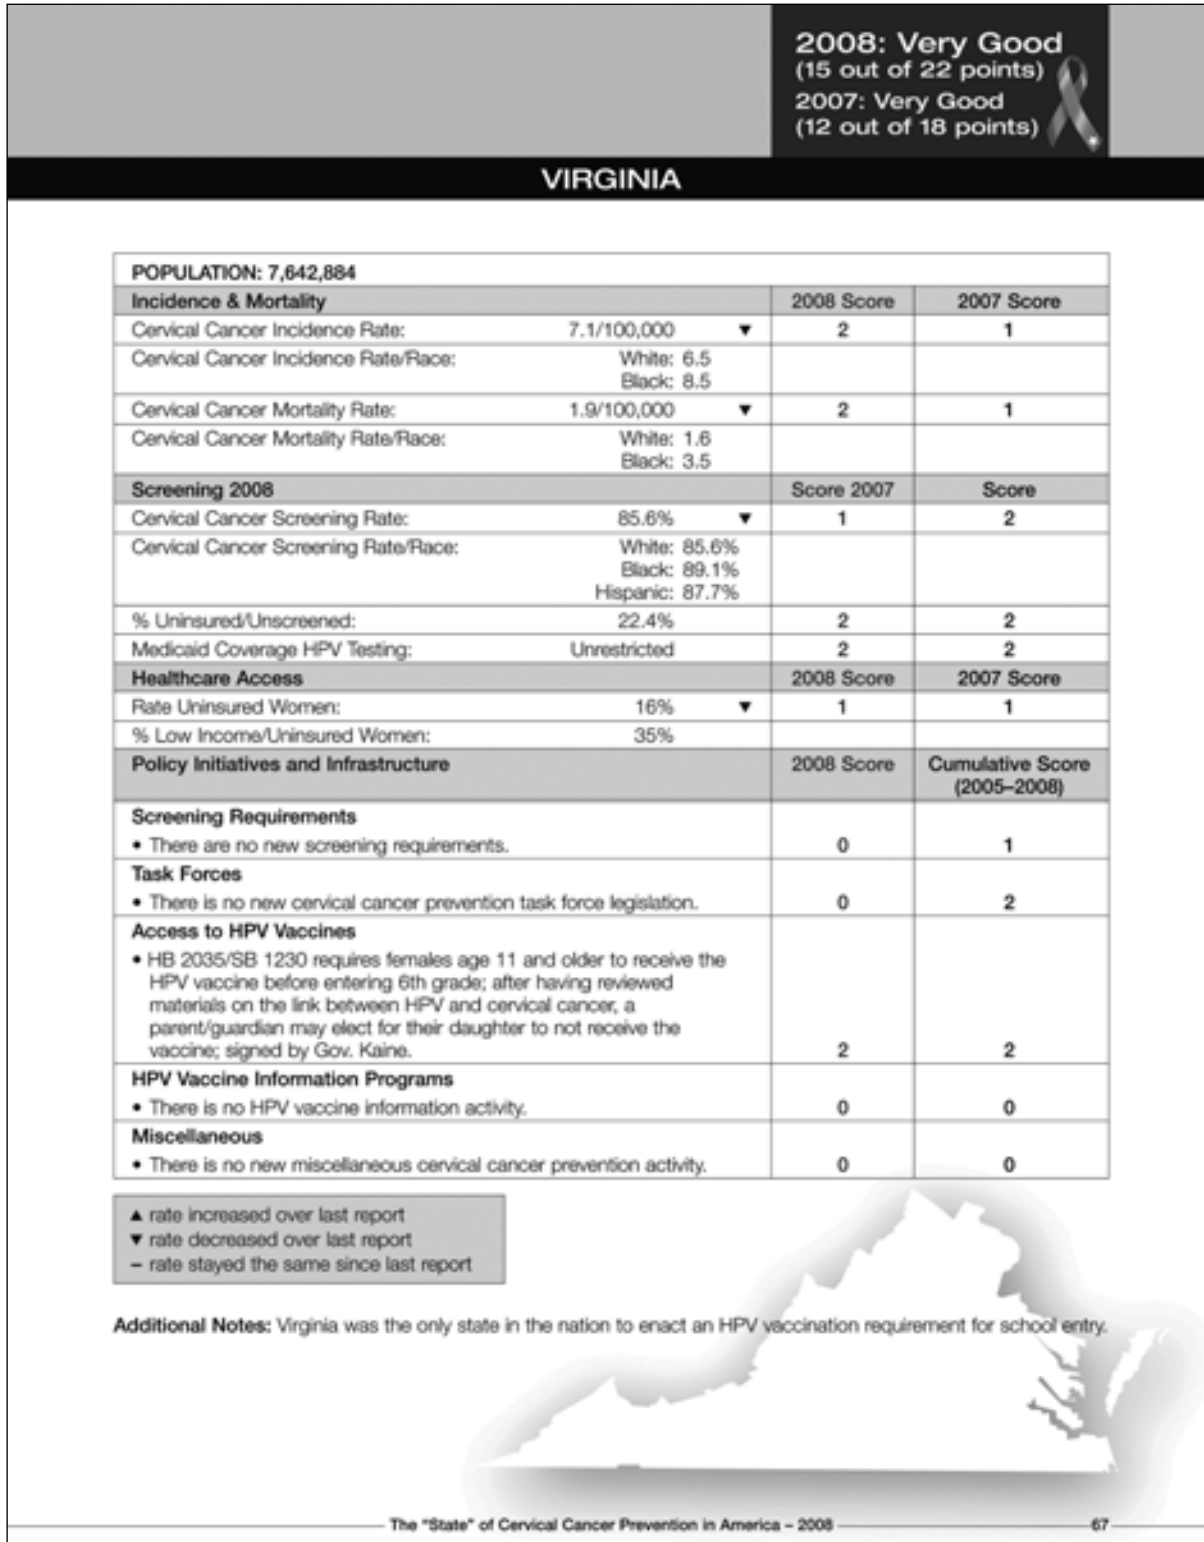 2008: Very Good
(15 out of 22 points)
2007: Very Good
(12 out of 18 points)
VIRGINIA
POPULATION: 7,642,884
Incidence & Mortality 2008 Score 2007 Score
Cervical Cancer Incidence Rate: 7.1/100,000 ▼ 2 1
Cervical Cancer Incidence Rate/Race: White: 6.5
Black: 8.5
Cervical Cancer Mortality Rate: 1.9/100,000 ▼ 2 1
Cervical Cancer Mortality Rate/Race: White: 1.6
Black: 3.5
Screening 2008 Score 2007 Score
Cervical Cancer Screening Rate: 85.6% ▼ 1 2
Cervical Cancer Screening Rate/Race: White: 85.6%
Black: 89.1%
Hispanic: 87.7%
% Uninsured/Unscreened: 22.4% 2 2
Medicaid Coverage HPV Testing: Unrestricted 2 2
Healthcare Access 2008 Score 2007 Score
Rate Uninsured Women: 16% ▼ 1 1
% Low Income/Uninsured Women: 35%
Policy Initiatives and Infrastructure 2008 Score Cumulative Score
(2005–2008)
Screening Requirements
• There are no new screening requirements. 0 1
Task Forces
• There is no new cervical cancer prevention task force legislation. 0 2
Access to HPV Vaccines
• HB 2035/SB 1230 requires females age 11 and older to receive the
HPV vaccine before entering 6th grade; after having reviewed
materials on the link between HPV and cervical cancer, a
parent/guardian may elect for their daughter to not receive the
vaccine; signed by Gov. Kaine. 2 2
HPV Vaccine Information Programs
• There is no HPV vaccine information activity. 0 0
Miscellaneous
• There is no new miscellaneous cervical cancer prevention activity. 0 0
▲ rate increased over last report
▼ rate decreased over last report
– rate stayed the same since last report
Additional Notes: Virginia was the only state in the nation to enact an HPV vaccination requirement for school entry.
The "State" of Cervical Cancer Prevention in America – 2008 67